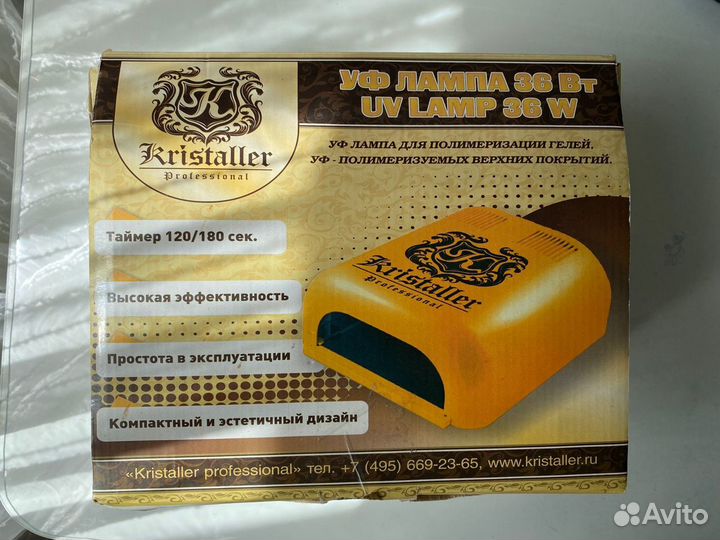 УФ ЛАМПА 36 Вт
UV LAMP 36 W
K
Kristaller
Professional
УФ ЛАМПА ДЛЯ ПОЛИМЕРИЗАЦИИ ГЕЛЕЙ.
УФ - ПОЛИМЕРИЗУЕМЫХ ВЕРХНИХ ПОКРЫТИЙ.
Таймер 120/180 сек.
Высокая эффективность
Простота в эксплуатации
Компактный и эстетичный дизайн
K
Kristaller
Professional
«Kristaller professional» тел. +7 (495) 669-23-65, www.kristaller.ru
Avito